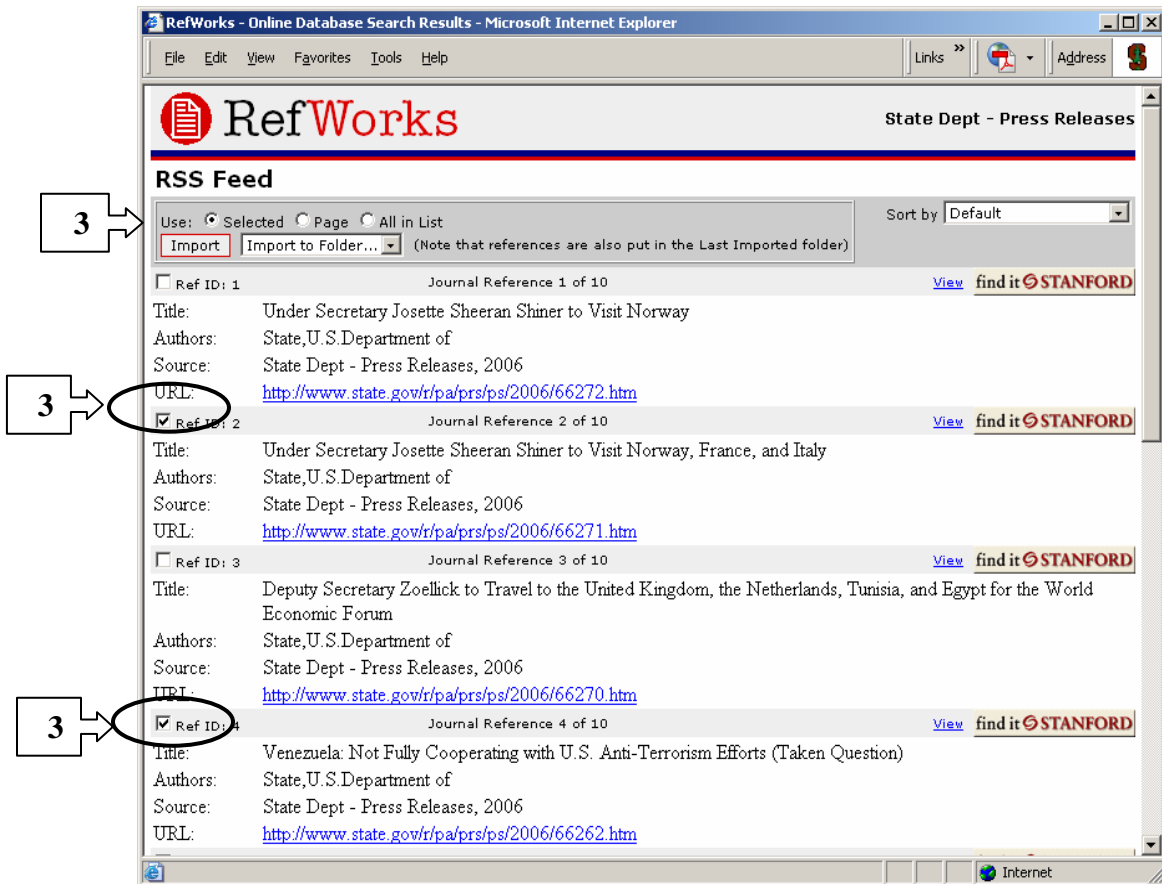 RefWorks - Online Database Search Results - Microsoft Internet Explorer
File Edit View Favorites Tools Help
Links » Address
RefWorks
State Dept - Press Releases
RSS Feed
3
Use: Selected Page All in List
Sort by Default
Import Import to Folder... (Note that references are also put in the Last Imported folder)
Ref ID: 1 Journal Reference 1 of 10 View find it STANFORD
Title: Under Secretary Josette Sheeran Shiner to Visit Norway
Authors: State,U.S.Department of
Source: State Dept - Press Releases, 2006
URL: http://www.state.gov/r/pa/prs/ps/2006/66272.htm
3
Ref ID: 2 Journal Reference 2 of 10 View find it STANFORD
Title: Under Secretary Josette Sheeran Shiner to Visit Norway, France, and Italy
Authors: State,U.S.Department of
Source: State Dept - Press Releases, 2006
URL: http://www.state.gov/r/pa/prs/ps/2006/66271.htm
Ref ID: 3 Journal Reference 3 of 10 View find it STANFORD
Title: Deputy Secretary Zoellick to Travel to the United Kingdom, the Netherlands, Tunisia, and Egypt for the World
Economic Forum
Authors: State,U.S.Department of
Source: State Dept - Press Releases, 2006
URL: http://www.state.gov/r/pa/prs/ps/2006/66270.htm
3
Ref ID: 4 Journal Reference 4 of 10 View find it STANFORD
Title: Venezuela: Not Fully Cooperating with U.S. Anti-Terrorism Efforts (Taken Question)
Authors: State,U.S.Department of
Source: State Dept - Press Releases, 2006
URL: http://www.state.gov/r/pa/prs/ps/2006/66262.htm
Internet